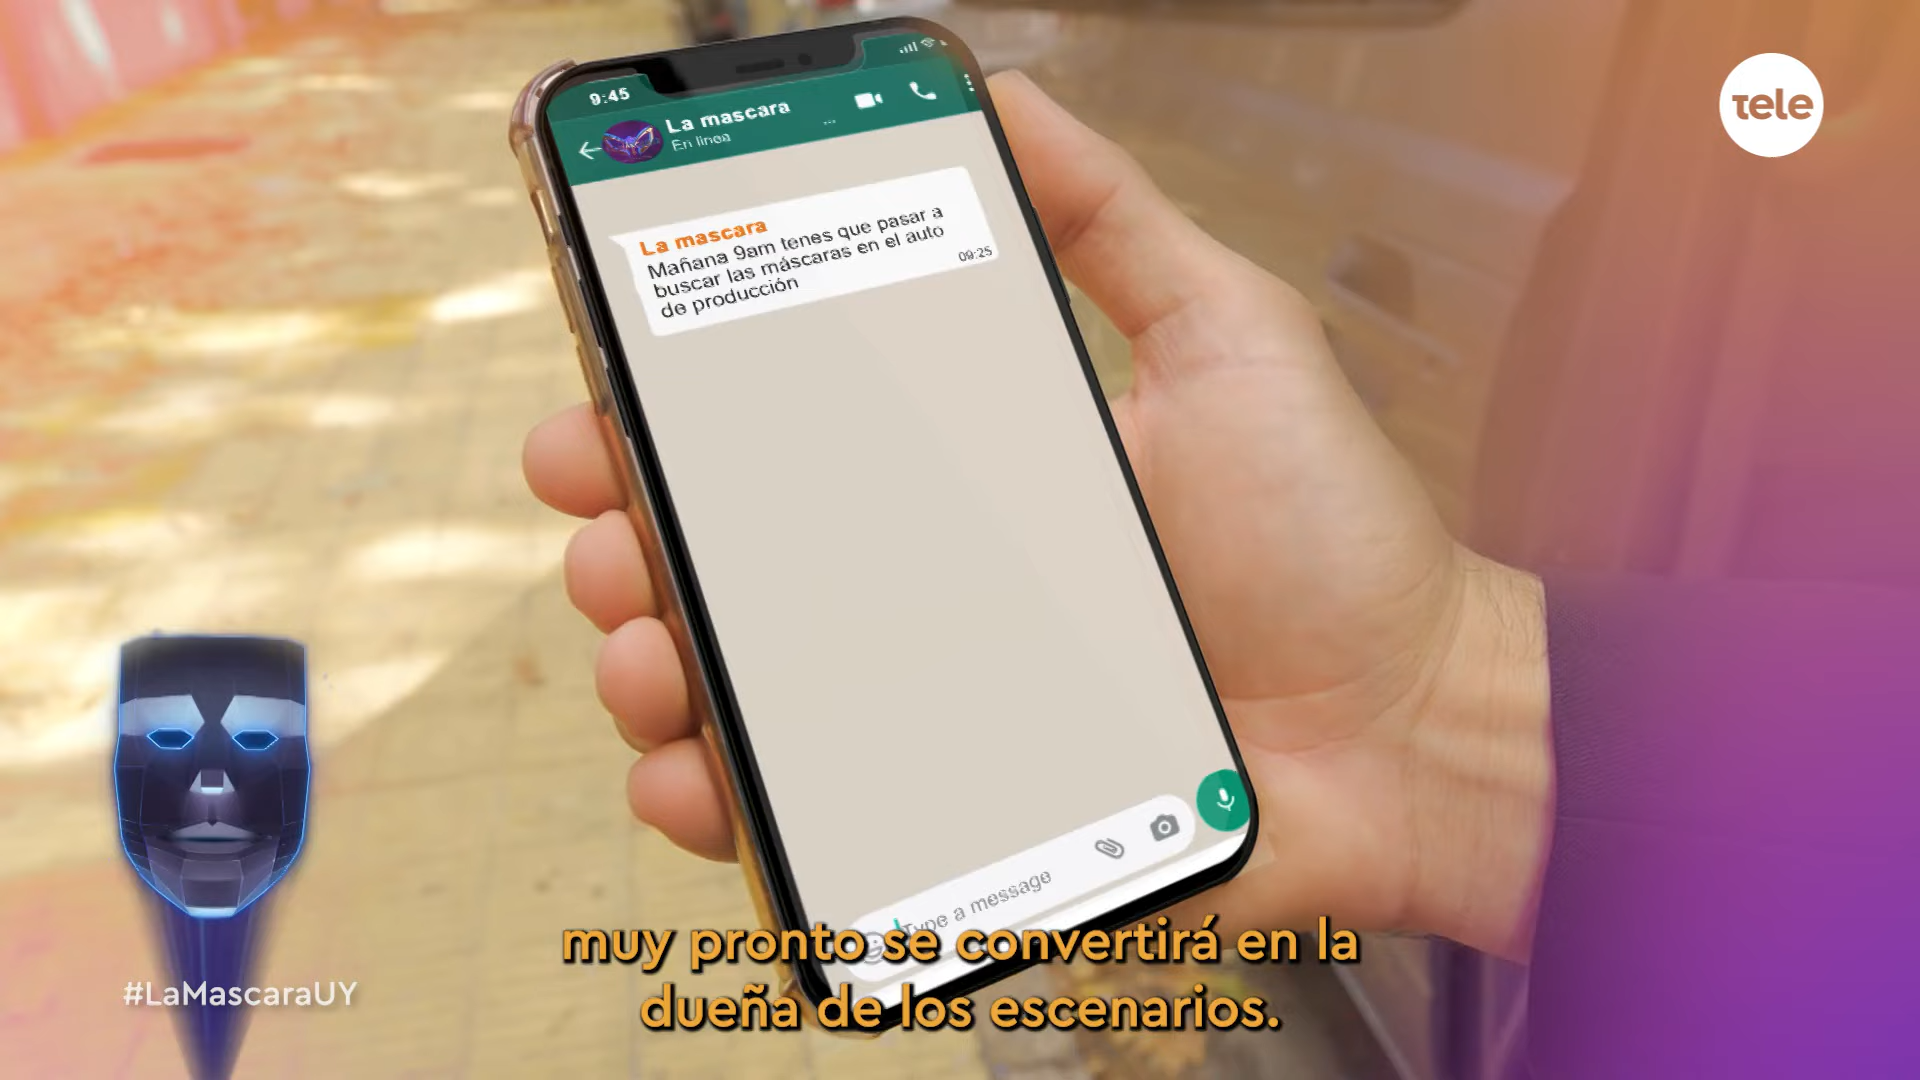 tele
9:45
La mascara
En linea
...
La mascara
Mañana 9am tenes que pasar a
buscar las máscaras en el auto
de producción
09:25
Type a message
muy pronto se convertirá en la
dueña de los escenarios.
#LaMascaraUY